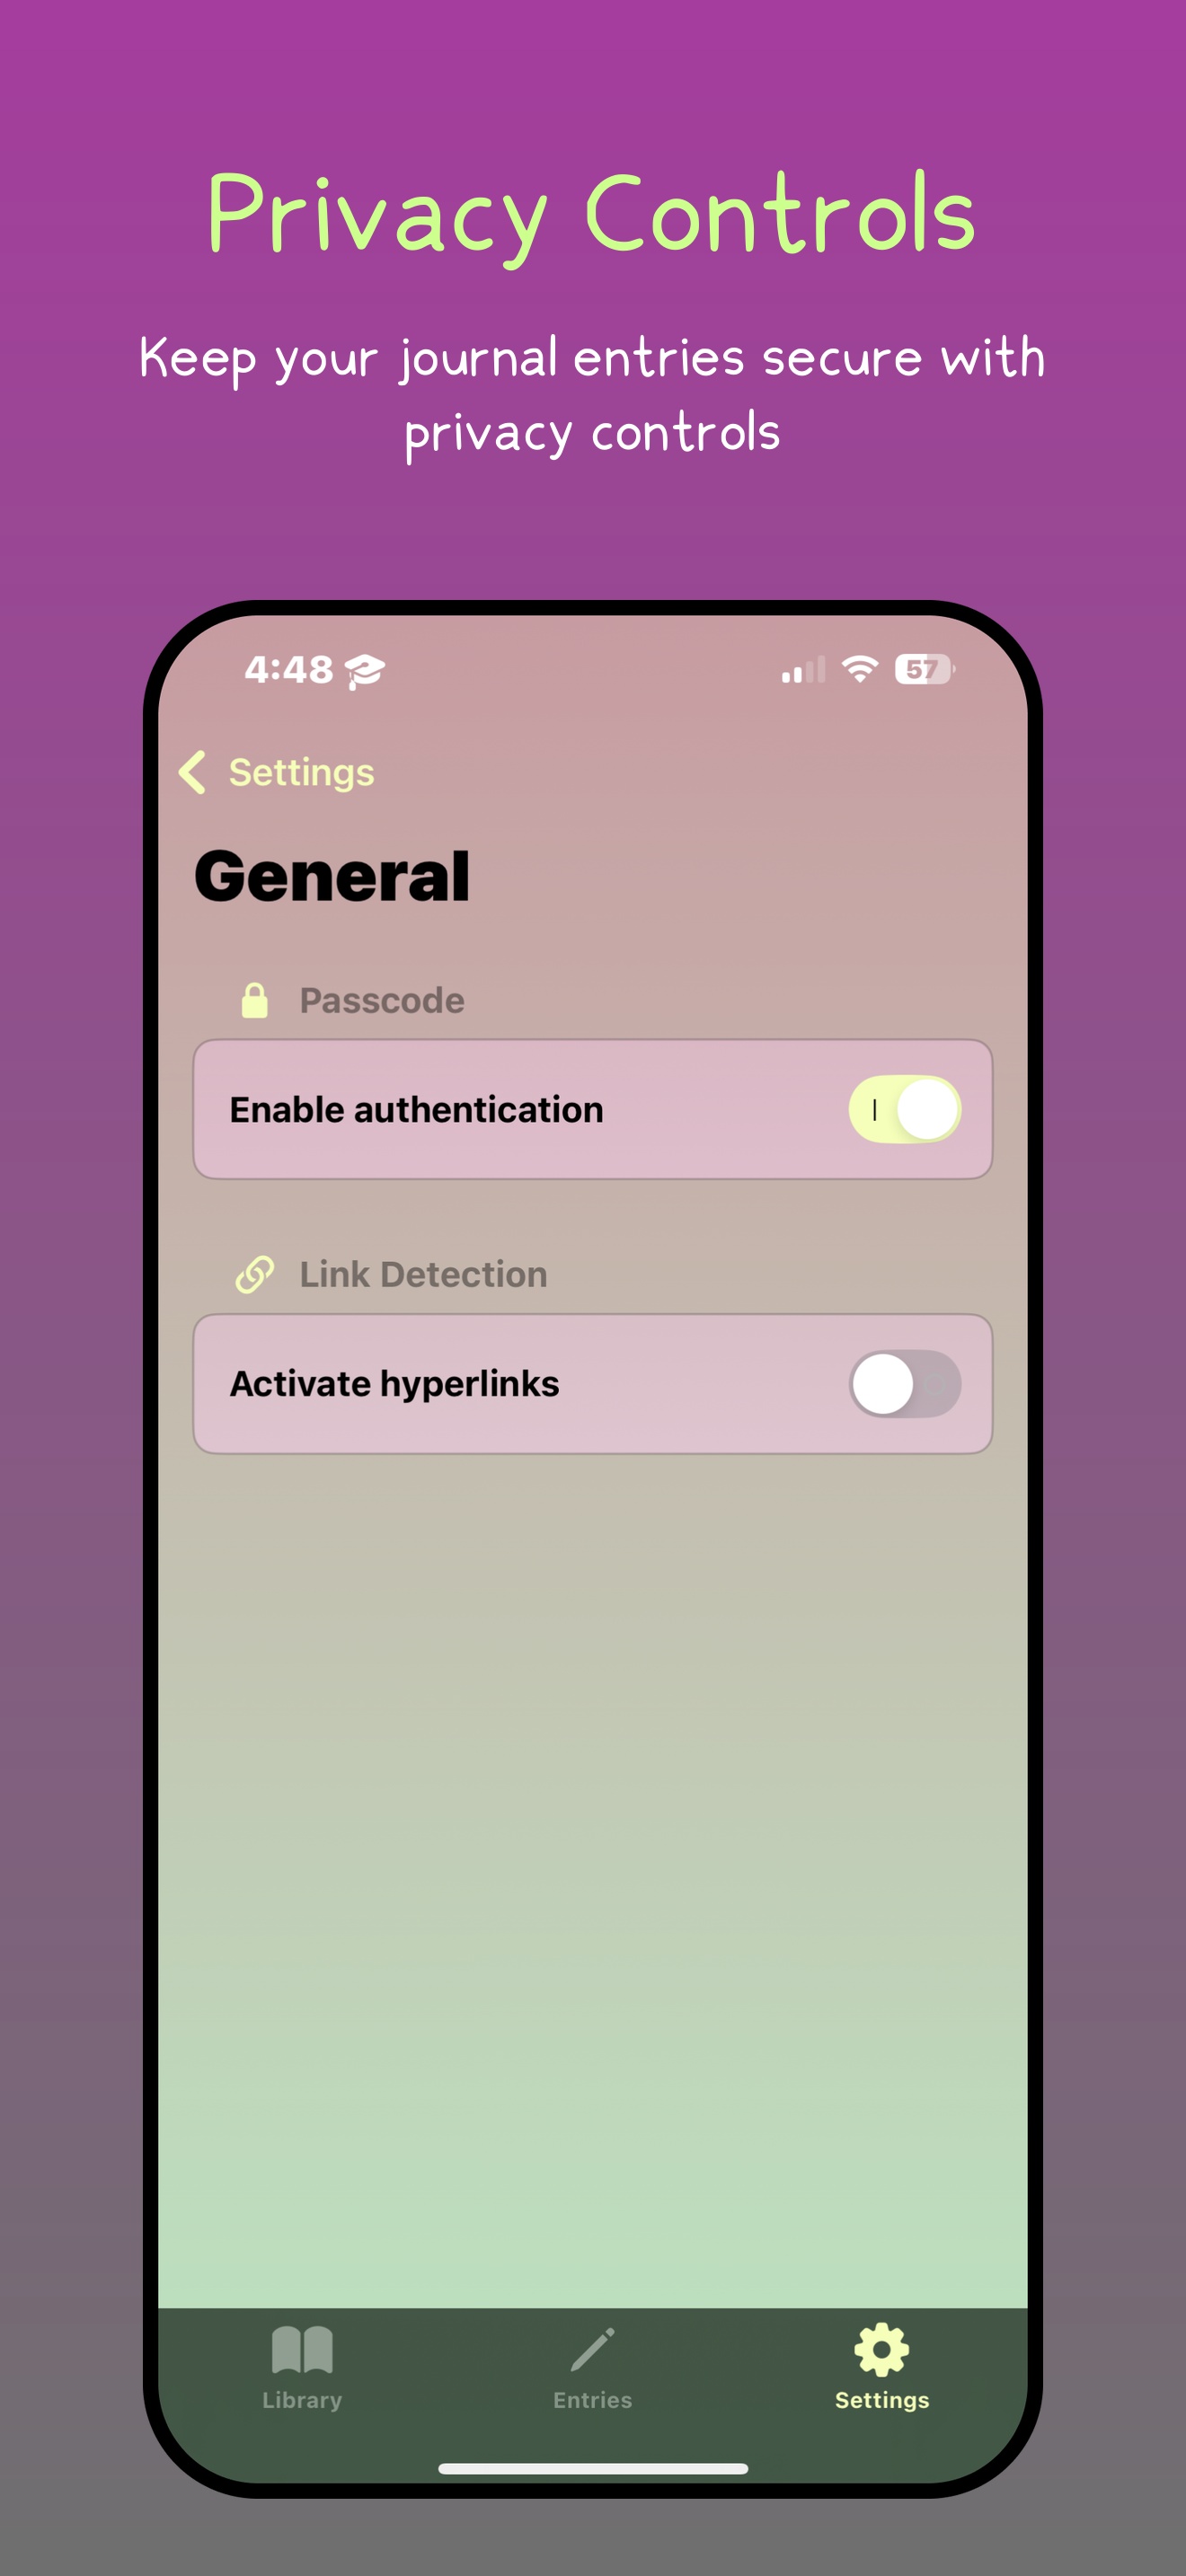 Privacy Controls
Keep your journal entries secure with
privacy controls
4:48 57
Settings
General
Passcode
Enable authentication
Link Detection
Activate hyperlinks
Library Entries Settings